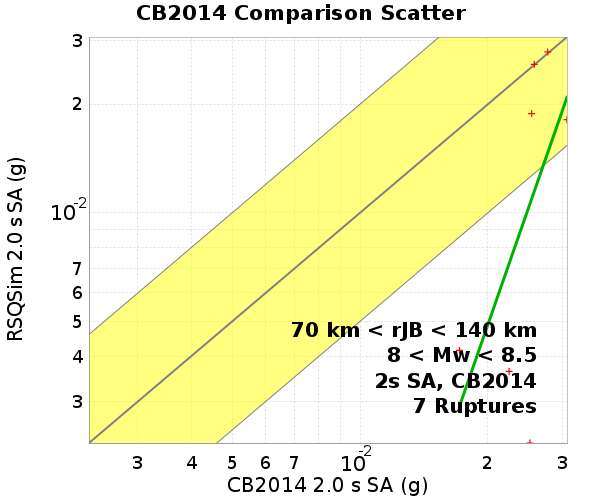 CB2014 Comparison Scatter
RSQSim 2.0 s SA (g)
3
2
10-2
7
6
5
4
3
70 km < rJB < 140 km
8 < Mw < 8.5
2s SA, CB2014
7 Ruptures
3 4 5 6 7 10-2 2 3
CB2014 2.0 s SA (g)